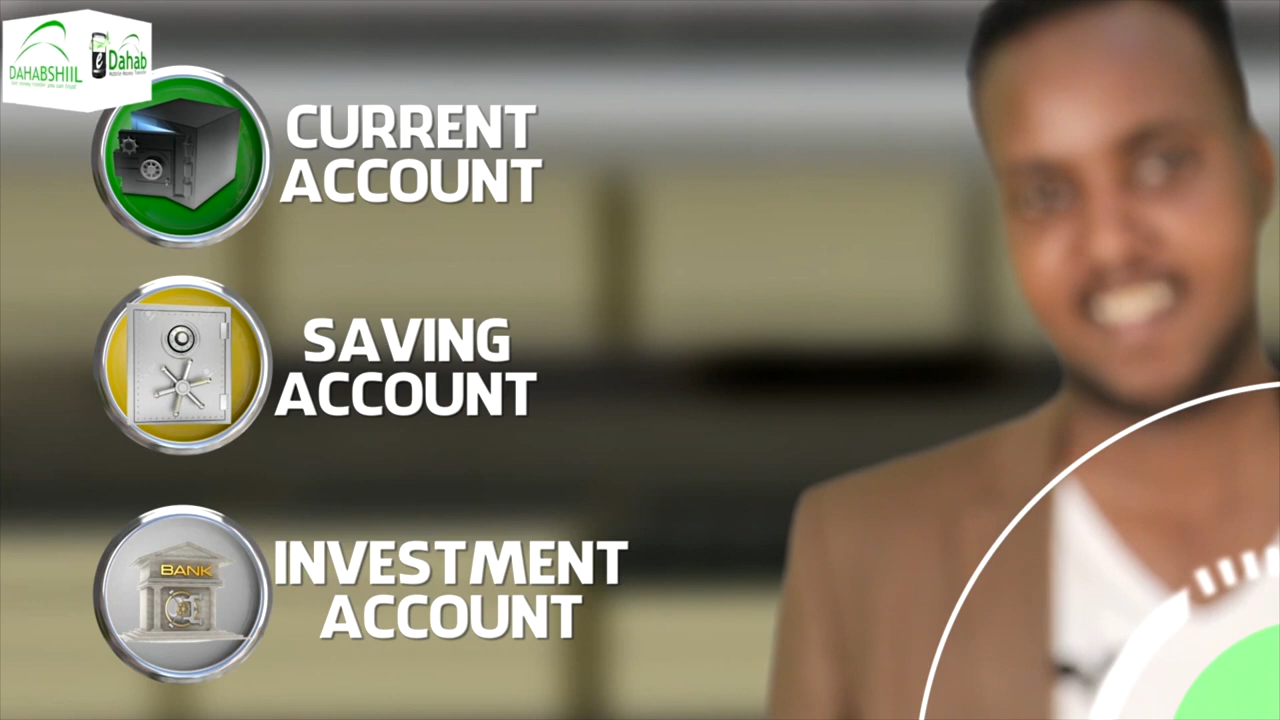 DAHABSHIIL
Dahab
CURRENT
ACCOUNT
SAVING
ACCOUNT
BANK
INVESTMENT
ACCOUNT